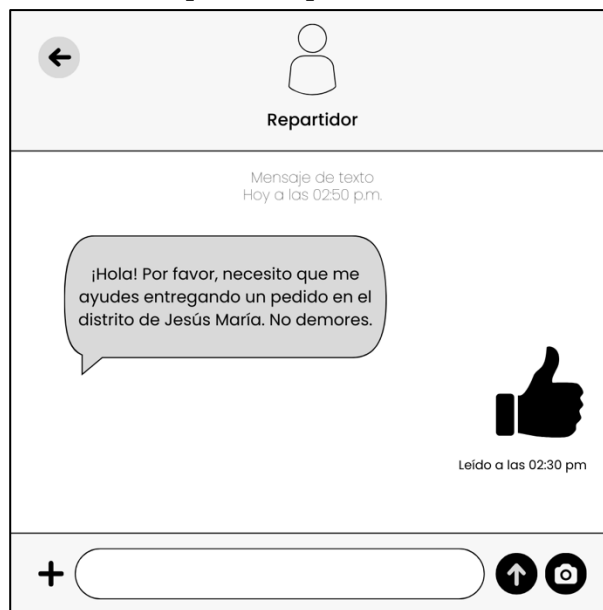 Repartidor
Mensaje de texto
Hoy a las 02:50 p.m.
¡Hola! Por favor, necesito que me
ayudes entregando un pedido en el
distrito de Jesús María. No demores.
Leído a las 02:30 pm